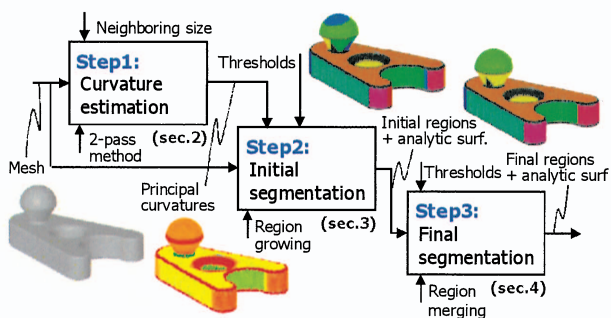 Neighboring size
Step1:
Curvature
estimation
Thresholds
2-pass
method
(sec.2)
Mesh
Principal
curvatures
Step2:
Initial
segmentation
Initial regions
+ analytic surf.
Region
growing
(sec.3)
Thresholds
Final regions
+ analytic surf
Step3:
Final
segmentation
Region
merging
(sec.4)